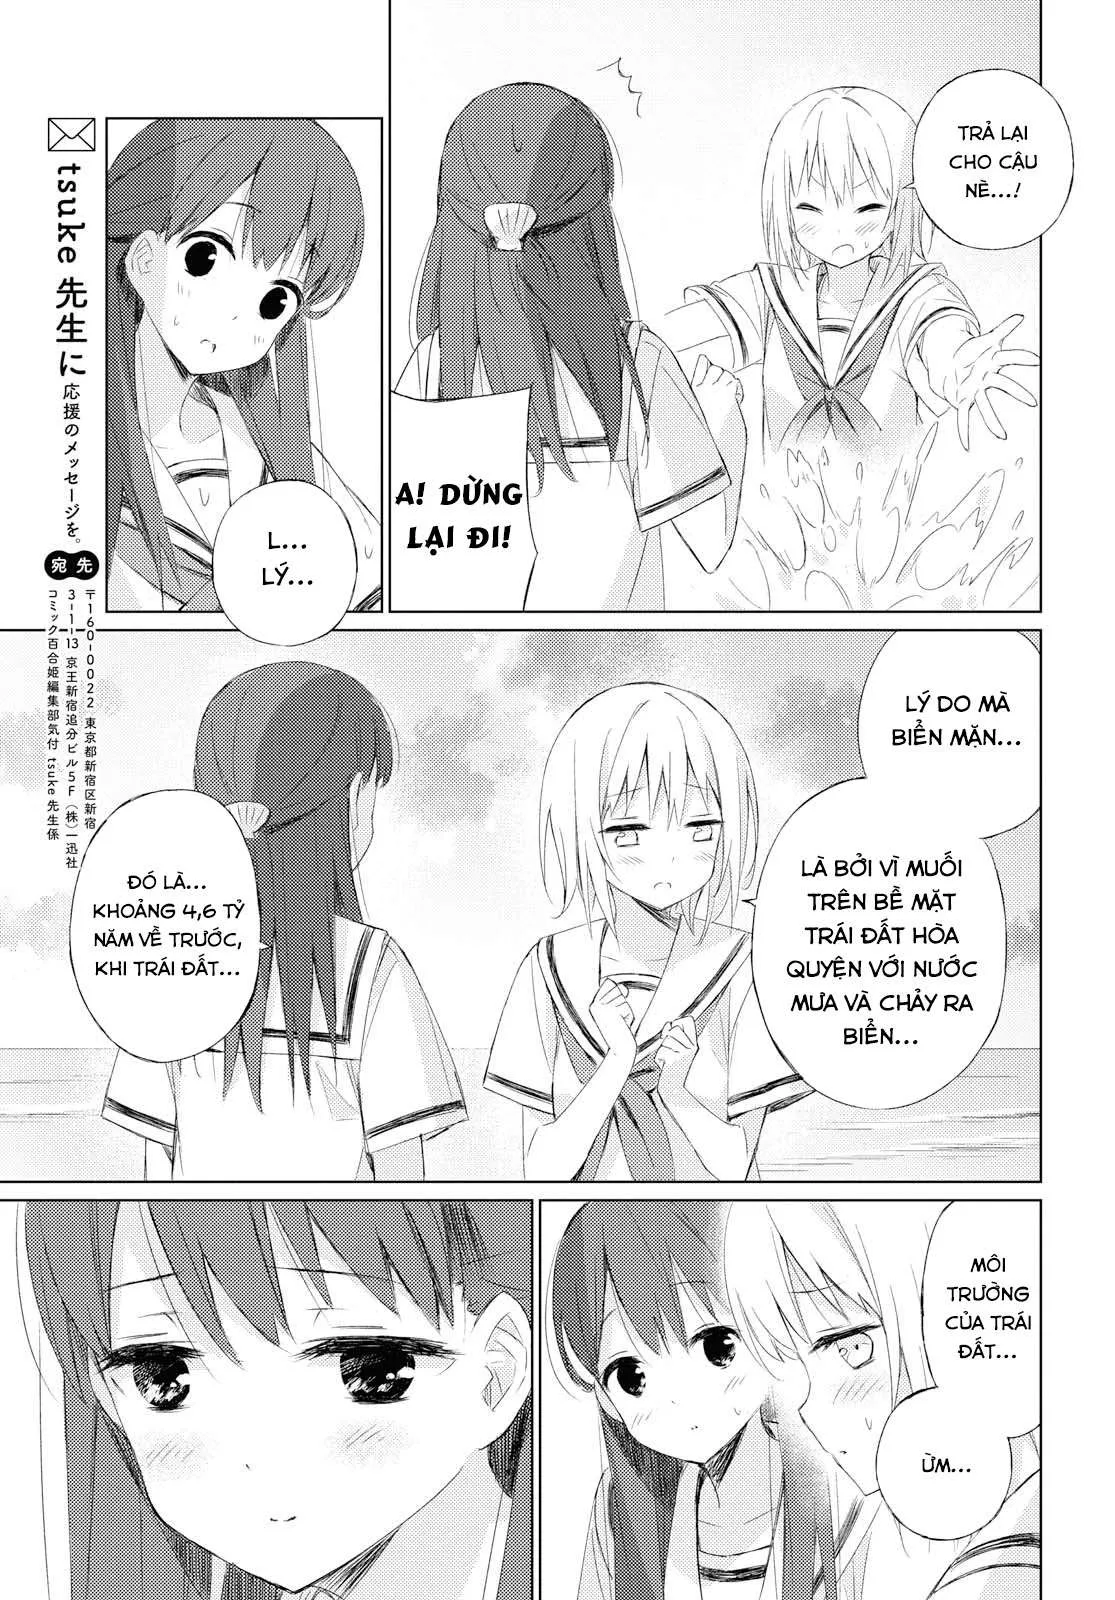 TRẢ LẠI
CHO CẬU
NÈ...!
A! DỪNG
LẠI ĐI!
L...
LÝ...
LÝ DO MÀ
BIỂN MẶN...
LÀ BỞI VÌ MUỐI
TRÊN BỀ MẶT
TRÁI ĐẤT HÒA
QUYỆN VỚI NƯỚC
MƯA VÀ CHẢY RA
BIỂN...
ĐÓ LÀ...
KHOẢNG 4,6 TỶ
NĂM VỀ TRƯỚC,
KHI TRÁI ĐẤT...
MÔI
TRƯỜNG
CỦA TRÁI
ĐẤT...
ỪM...
tsuke 先生に
応援のメッセージを。
宛先
〒160-0022 東京都新宿区新宿
3-1-13 京王新宿追分ビル5F (株)一迅社
コミック百合姫編集部気付 tsuke 先生係